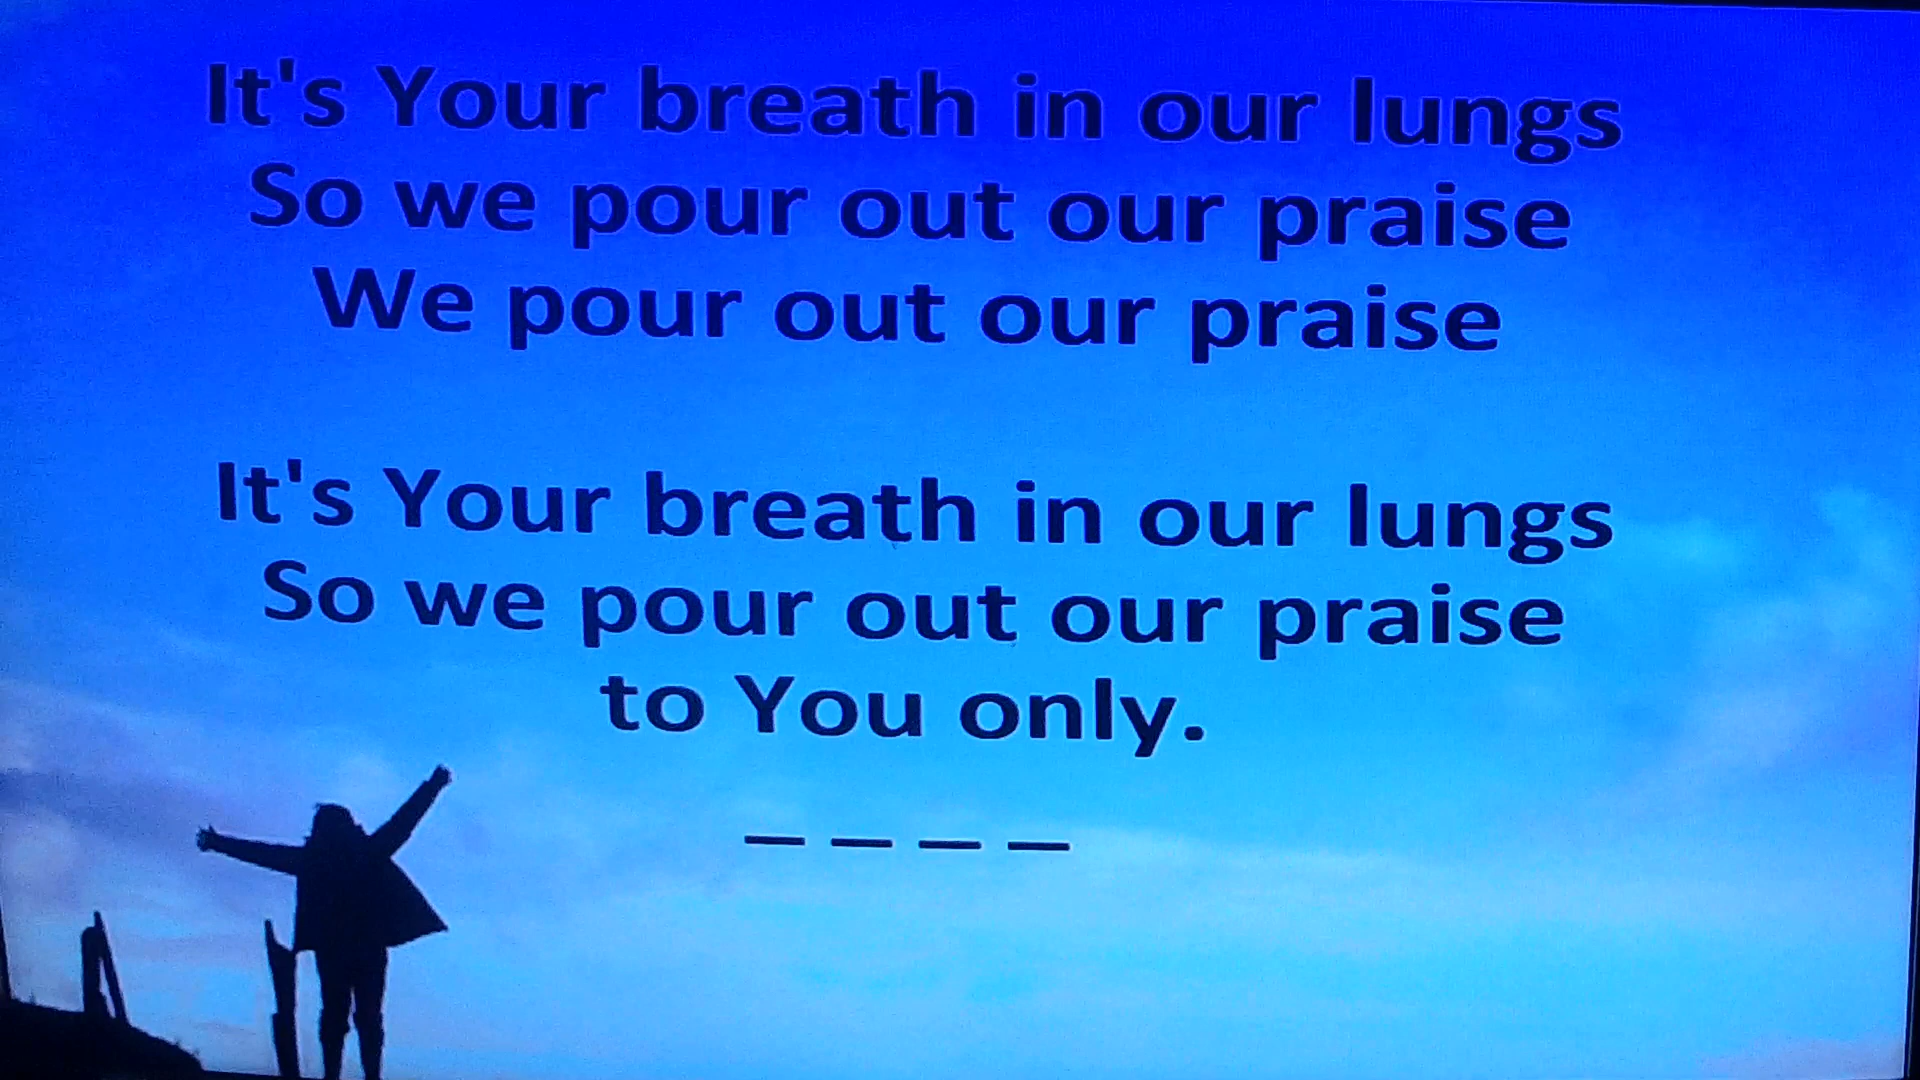 It's Your breath in our lungs
So we pour out our praise
We pour out our praise
It's Your breath in our lungs
So we pour out our praise
to You only.
_ _ _ _